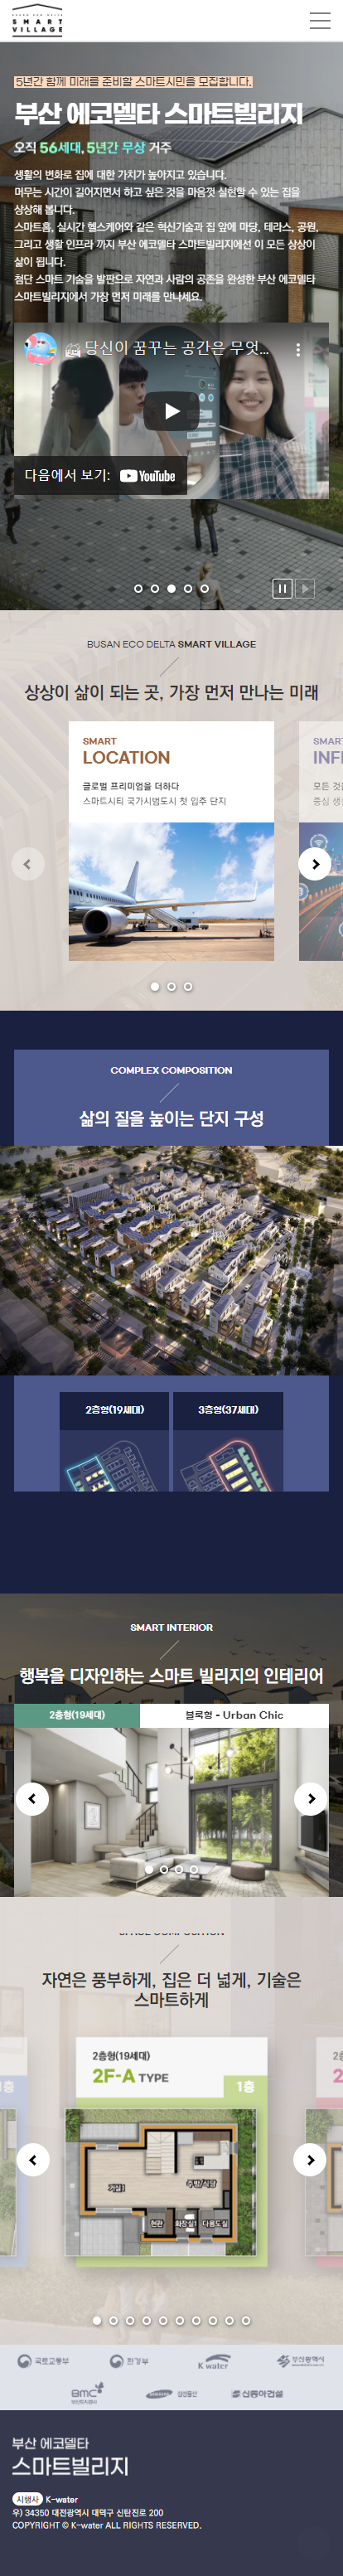 SMART
VILLAGE
5년간 함께 미래를 준비할 스마트시민을 모집합니다.
부산 에코델타 스마트빌리지
오직 56세대, 5년간 무상 거주
생활의 변화로 집에 대한 가치가 높아지고 있습니다.
머무는 시간이 길어지면서 하고 싶은 것을 마음껏 실현할 수 있는 집을
상상해 봅니다.
스마트홈, 실시간 헬스케어와 같은 혁신기술과 집 앞에 마당, 테라스, 공원,
그리고 생활 인프라 까지 부산 에코델타 스마트빌리지에선 이 모든 상상이
삶이 됩니다.
첨단 스마트 기술을 발판으로 자연과 사람의 공존을 완성한 부산 에코델타
스마트빌리지에서 가장 먼저 미래를 만나세요.
당신이 꿈꾸는 공간은 무엇...
다음에서 보기: YouTube
BUSAN ECO DELTA SMART VILLAGE
상상이 삶이 되는 곳, 가장 먼저 만나는 미래
SMART
LOCATION
글로벌 프리미엄을 더하다
스마트시티 국가시범도시 첫 입주 단지
SMAR
INF
모든 것
중심 생
COMPLEX COMPOSITION
삶의 질을 높이는 단지 구성
2층형(19세대) 3층형(37세대)
SMART INTERIOR
행복을 디자인하는 스마트 빌리지의 인테리어
2층형(19세대) 블록형 - Urban Chic
SPACE COMPOSITION
자연은 풍부하게, 집은 더 넓게, 기술은
스마트하게
2층형(19세대)
2F-A TYPE
1층
거실 주방/식당
현관 화장실1 다용도실
국토교통부 환경부 K water 부산광역시
BMC 부산도시공사 SAMSUNG 삼성물산 신동아건설
부산 에코델타
스마트빌리지
시행사 K-water
우) 34350 대전광역시 대덕구 신탄진로 200
COPYRIGHT © K-water ALL RIGHTS RESERVED.